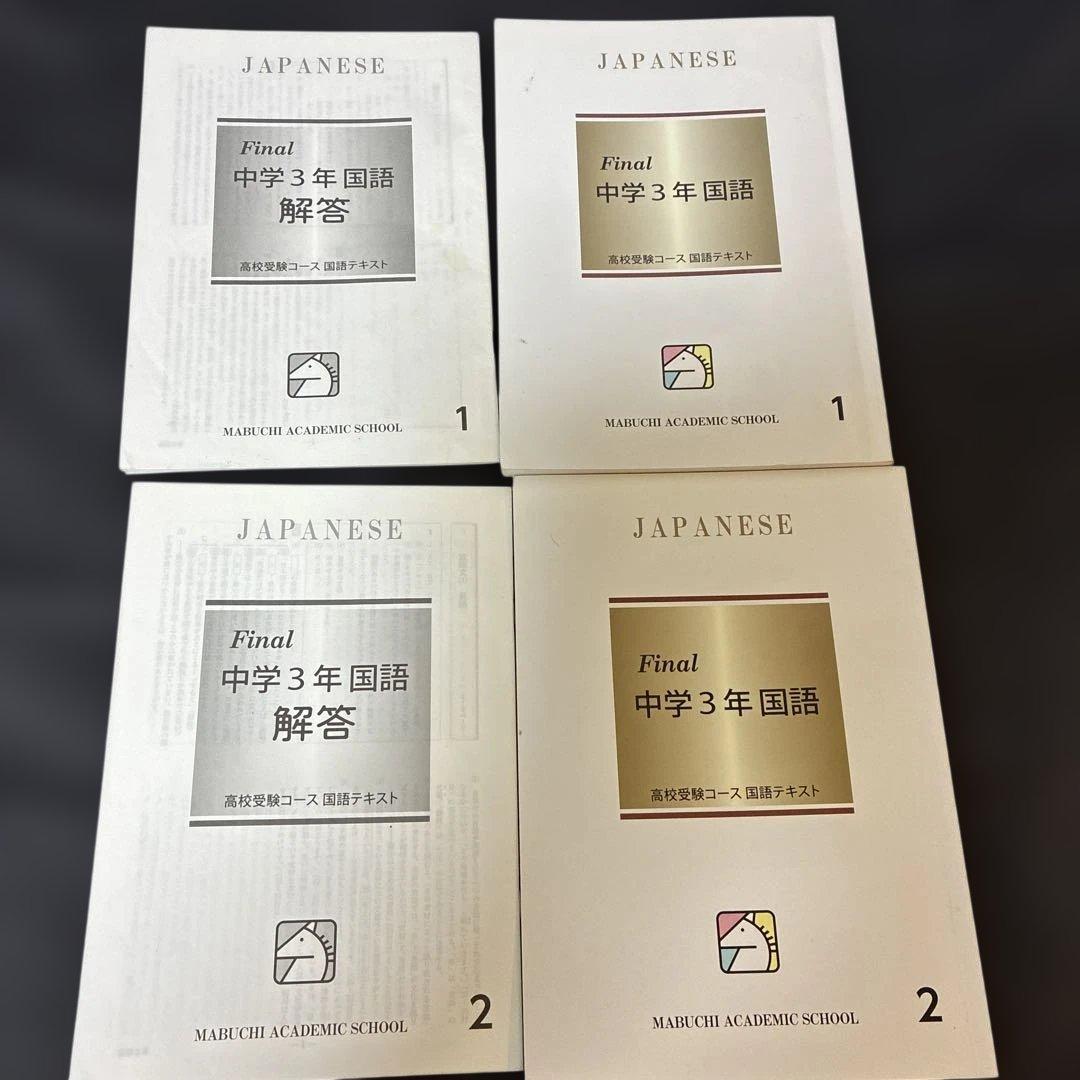 JAPANESE
Final
中学3年 国語
解答
高校受験コース 国語テキスト
MABUCHI ACADEMIC SCHOOL
1
JAPANESE
Final
中学3年 国語
高校受験コース 国語テキスト
MABUCHI ACADEMIC SCHOOL
1
JAPANESE
Final
中学3年 国語
解答
高校受験コース 国語テキスト
MABUCHI ACADEMIC SCHOOL
2
JAPANESE
Final
中学3年 国語
高校受験コース 国語テキスト
MABUCHI ACADEMIC SCHOOL
2